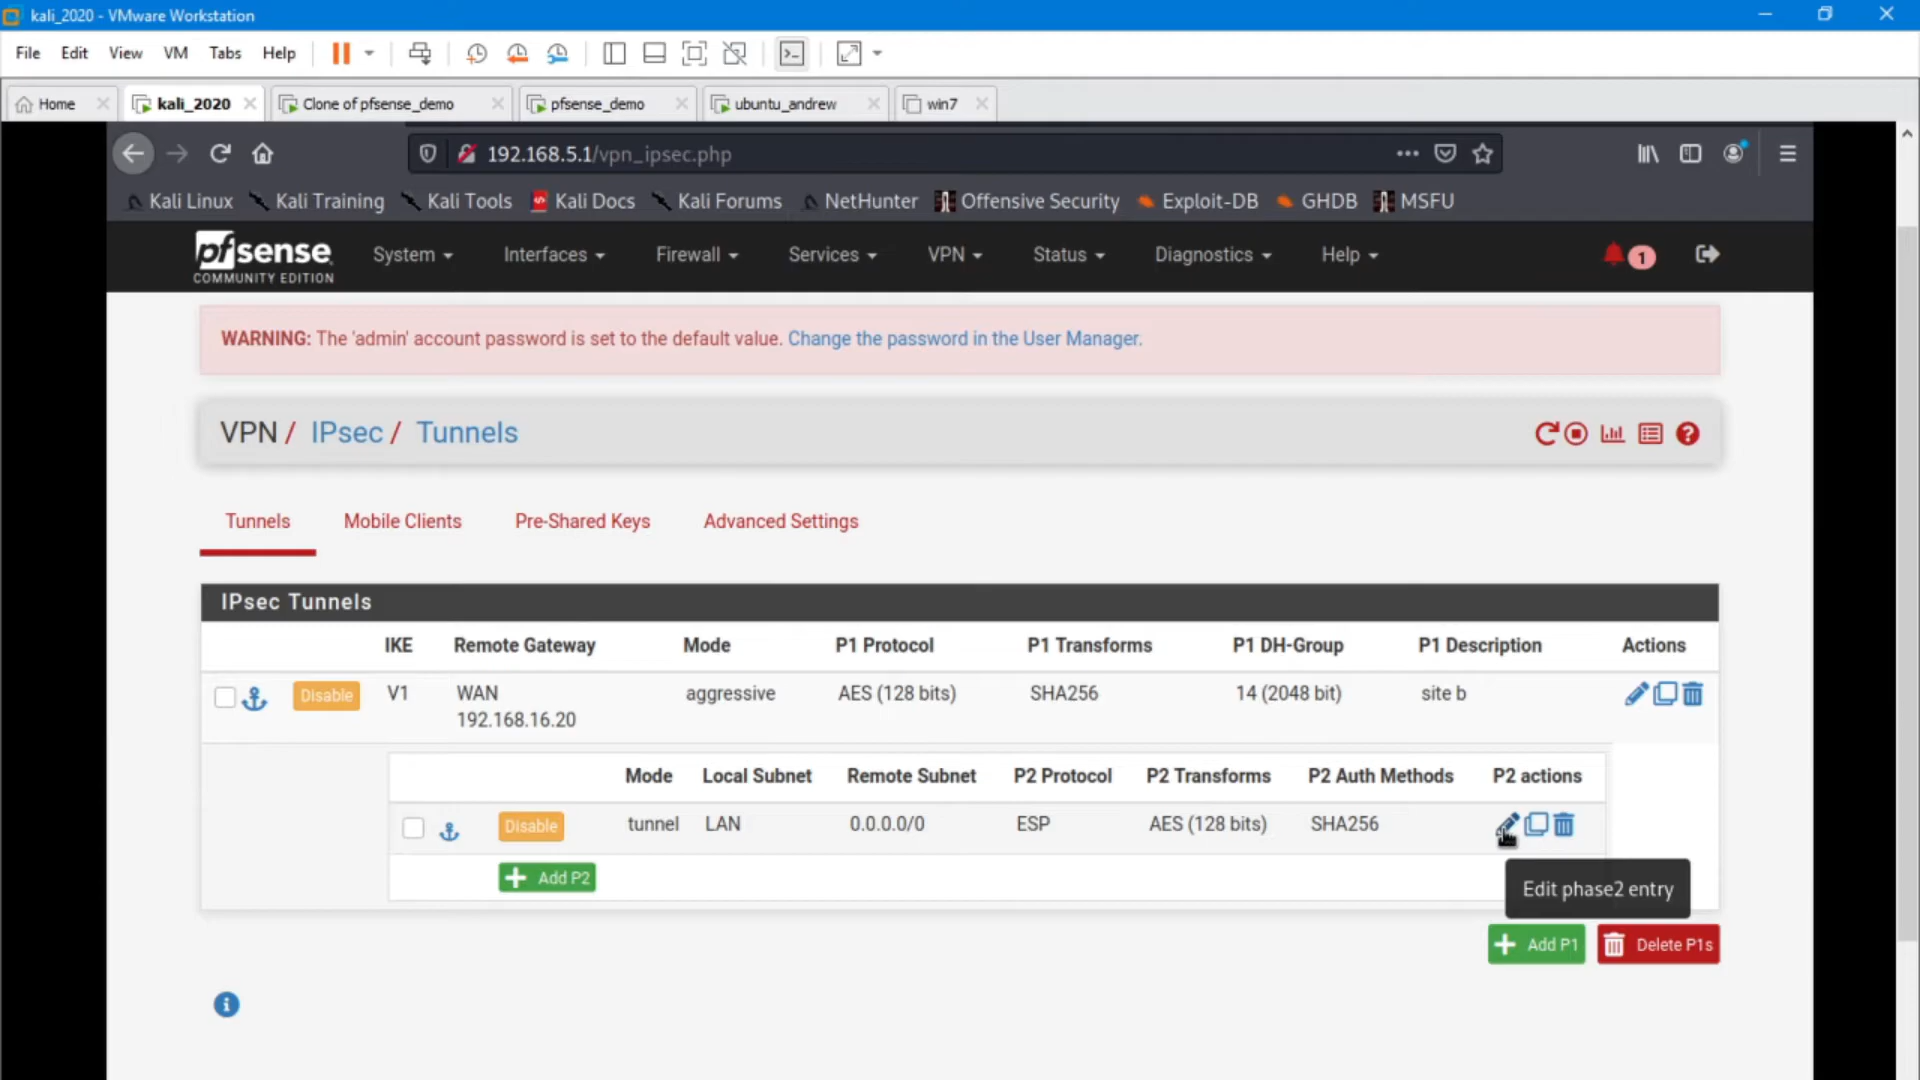 kali_2020 - VMware Workstation
File Edit View VM Tabs Help
Home kali_2020 Clone of pfsense_demo pfsense_demo ubuntu_andrew win7
192.168.5.1/vpn_ipsec.php
Kali Linux Kali Training Kali Tools Kali Docs Kali Forums NetHunter Offensive Security Exploit-DB GHDB MSFU
pfsense System Interfaces Firewall Services VPN Status Diagnostics Help 1
COMMUNITY EDITION
WARNING: The 'admin' account password is set to the default value. Change the password in the User Manager.
VPN / IPsec / Tunnels
Tunnels Mobile Clients Pre-Shared Keys Advanced Settings
IPsec Tunnels
IKE Remote Gateway Mode P1 Protocol P1 Transforms P1 DH-Group P1 Description Actions
Disable V1 WAN aggressive AES (128 bits) SHA256 14 (2048 bit) site b
192.168.16.20
Mode Local Subnet Remote Subnet P2 Protocol P2 Transforms P2 Auth Methods P2 actions
Disable tunnel LAN 0.0.0.0/0 ESP AES (128 bits) SHA256
Add P2
Edit phase2 entry
Add P1 Delete P1s